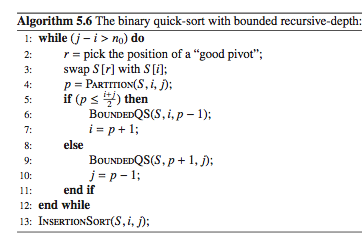 Algorithm 5.6 The binary quick-sort with bounded recursive-depth:
1: while (j − i > n₀) do
2: r = pick the position of a “good pivot”;
3: swap S[r] with S[i];
4: p = Partition(S, i, j);
5: if (p ≤ (i+j)/2) then
6: BoundedQS(S, i, p − 1);
7: i = p + 1;
8: else
9: BoundedQS(S, p + 1, j);
10: j = p − 1;
11: end if
12: end while
13: InsertionSort(S, i, j);